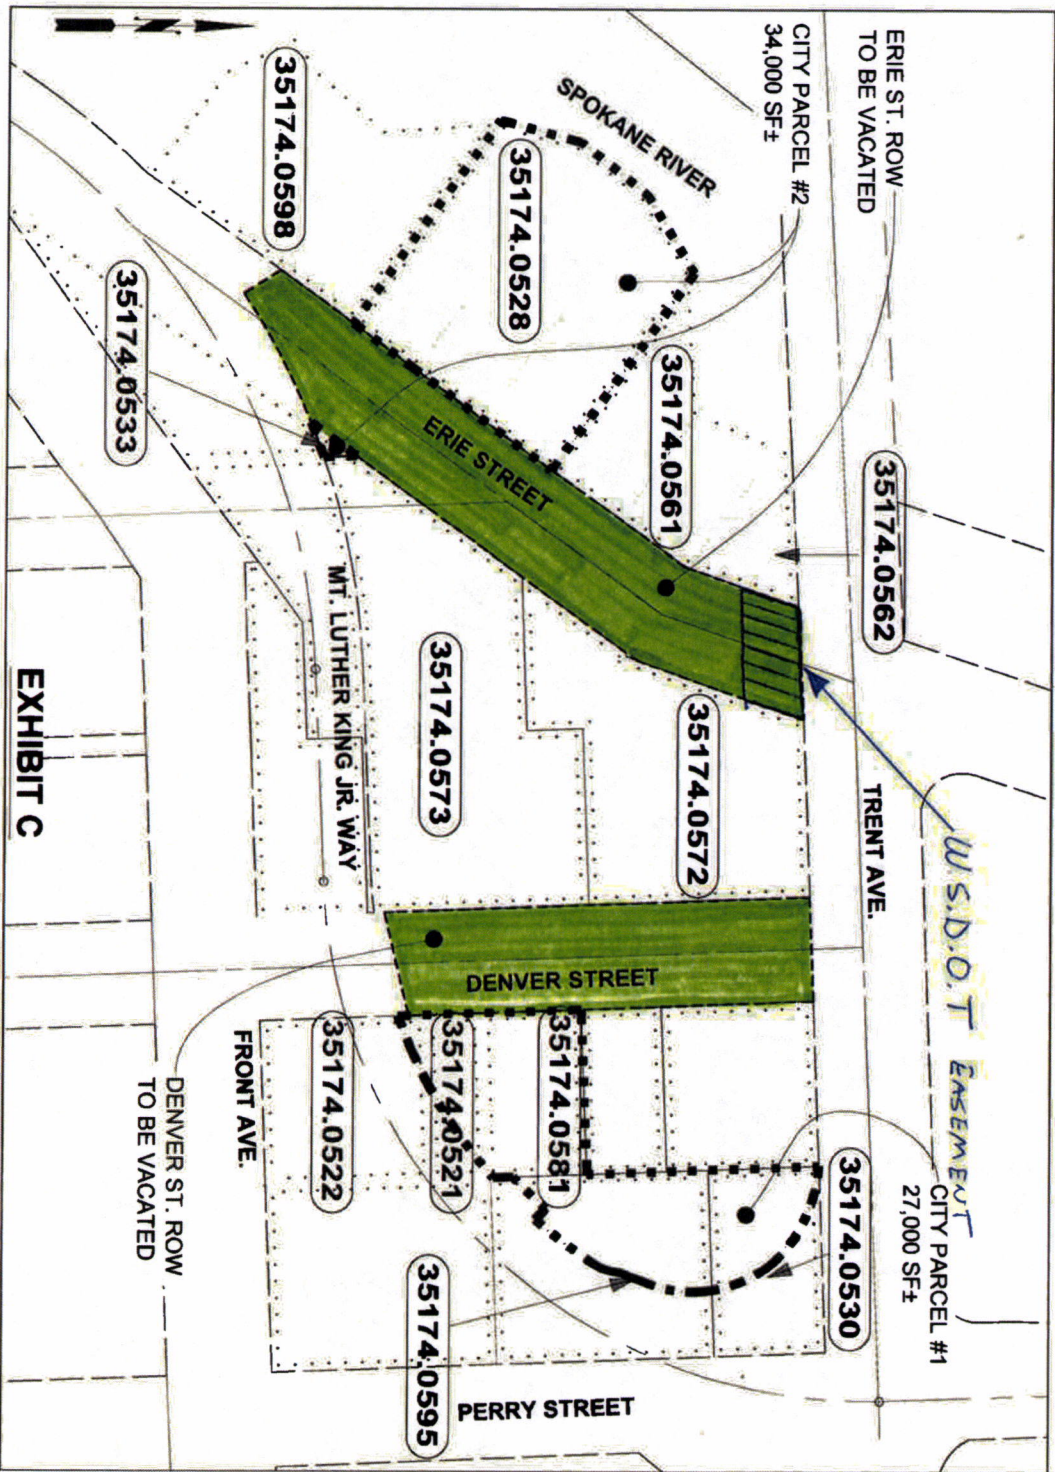 ERIE ST. ROW
TO BE VACATED
CITY PARCEL #2
34,000 SF±
SPOKANE RIVER
35174.0598
35174.0528
35174.0533
35174.0561
35174.0562
ERIE STREET
MT. LUTHER KING JR. WAY
35174.0573
35174.0572
TRENT AVE.
W.S.D.O.T EASEMENT
EXHIBIT C
DENVER STREET
35174.0522
35174.0521
35174.0581
35174.0530
CITY PARCEL #1
27,000 SF±
FRONT AVE.
DENVER ST. ROW
TO BE VACATED
35174.0595
PERRY STREET
N